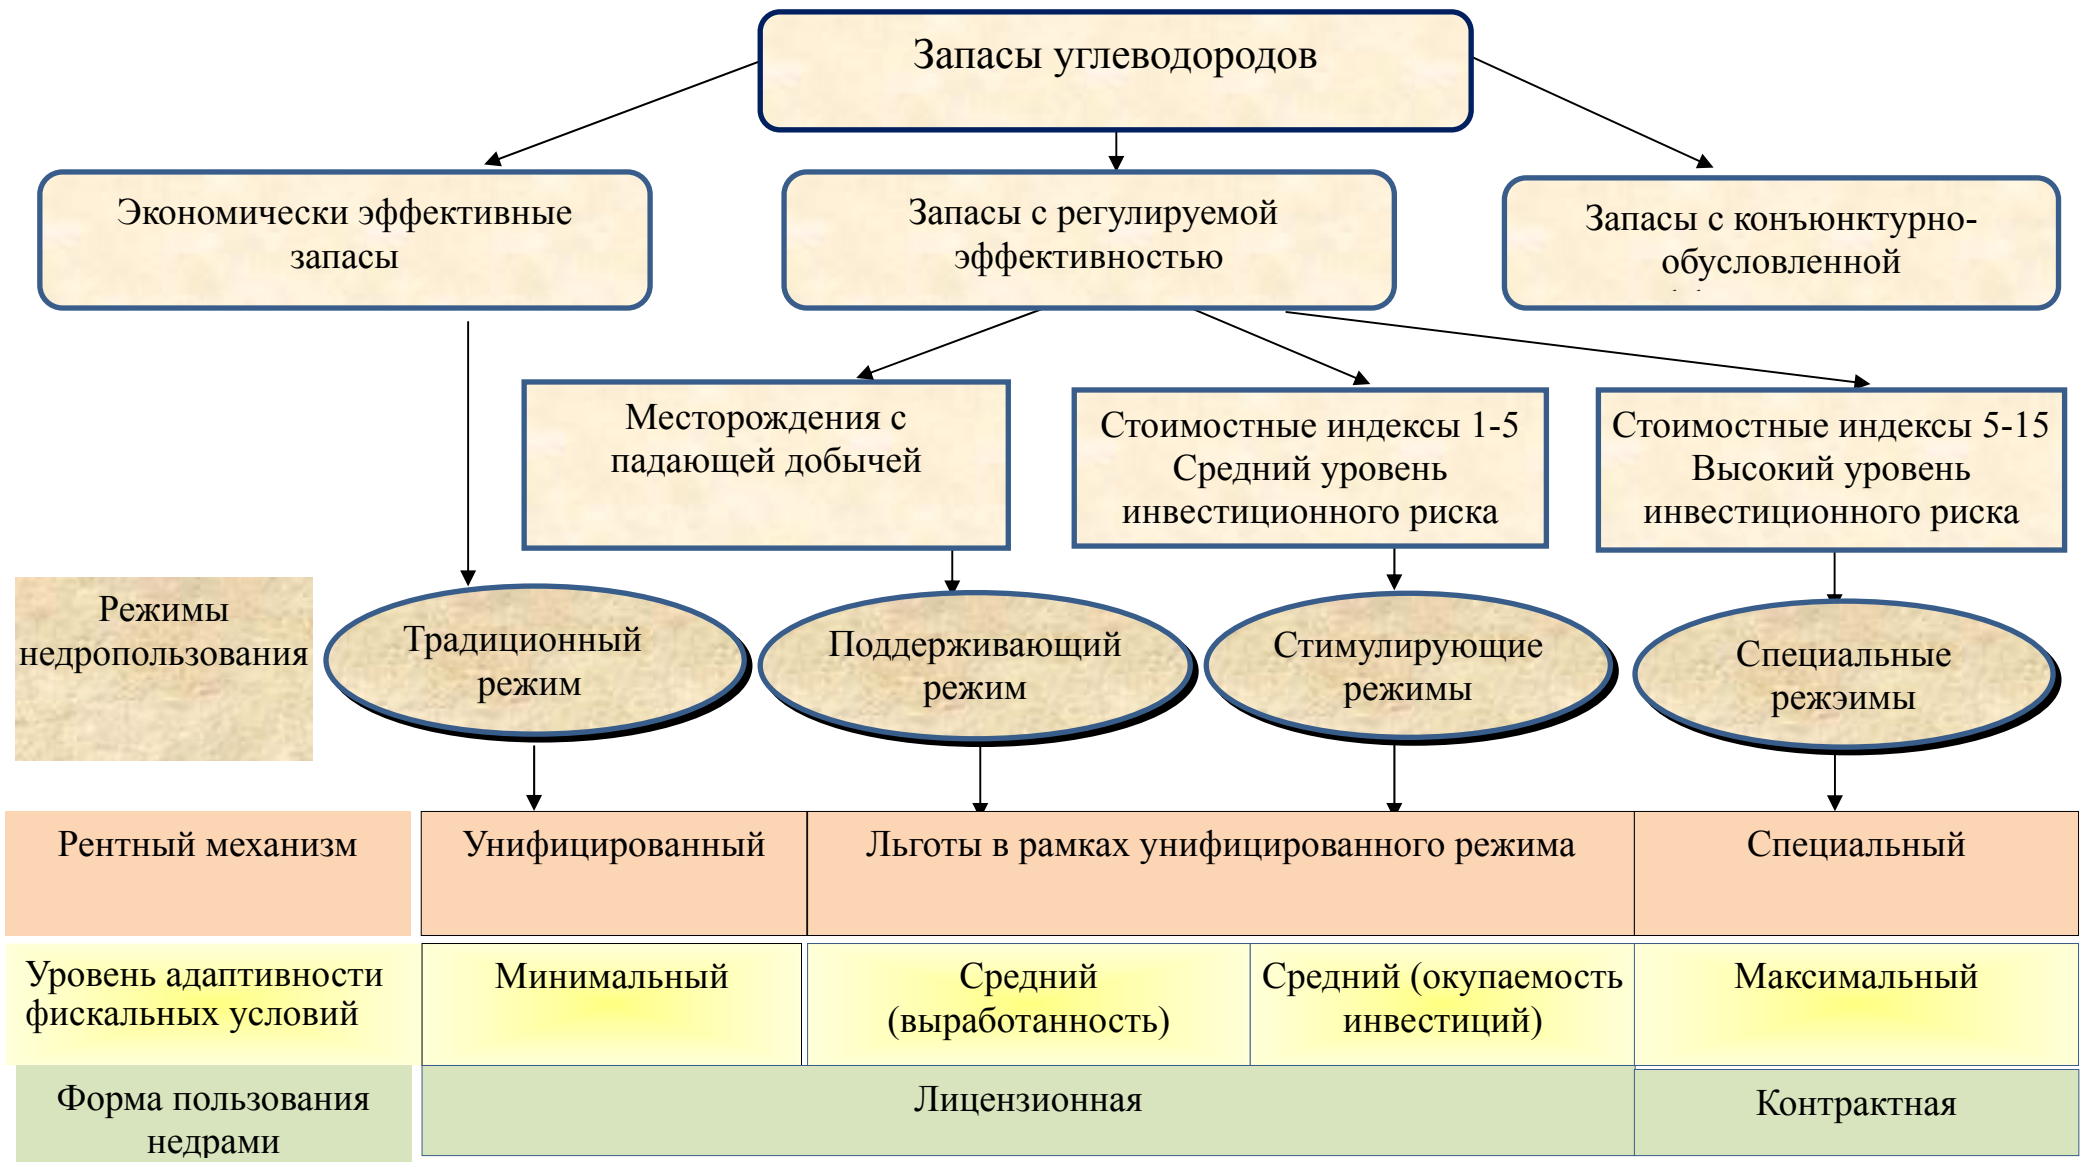 Запасы углеводородов
Экономически эффективные
запасы
Запасы с регулируемой
эффективностью
Запасы с конъюнктурно-
обусловленной
Месторождения с
падающей добычей
Стоимостные индексы 1-5
Средний уровень
инвестиционного риска
Стоимостные индексы 5-15
Высокий уровень
инвестиционного риска
Режимы
недропользования
Традиционный
режим
Поддерживающий
режим
Стимулирующие
режимы
Специальные
режэимы
Рентный механизм
Унифицированный
Льготы в рамках унифицированного режима
Специальный
Уровень адаптивности
фискальных условий
Минимальный
Средний
(выработанность)
Средний (окупаемость
инвестиций)
Максимальный
Форма пользования
недрами
Лицензионная
Контрактная